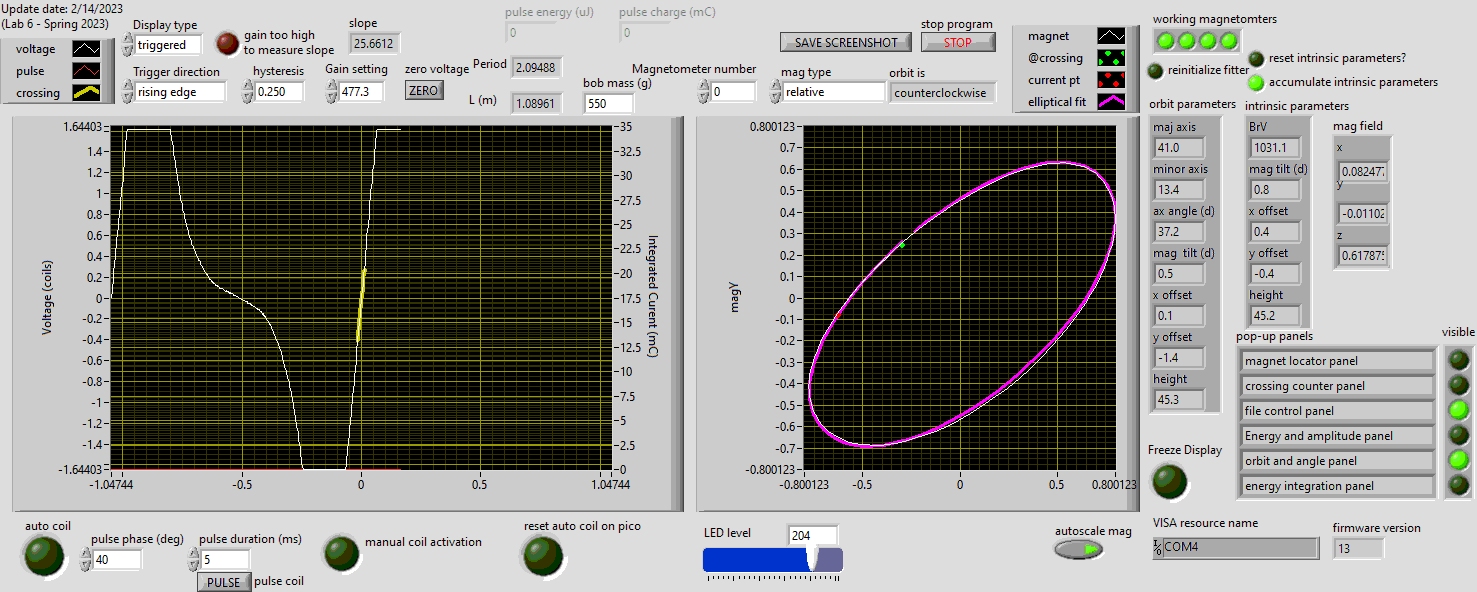 Update date: 2/14/2023
(Lab 6 - Spring 2023)
voltage
pulse
crossing
Display type
triggered
gain too high
to measure slope
slope
25.6612
pulse energy (uJ)
0
pulse charge (mC)
0
stop program
SAVE SCREENSHOT
STOP
Trigger direction
rising edge
hysteresis
0.250
Gain setting
477.3
zero voltage
ZERO
Period
2.09488
L (m)
1.08961
bob mass (g)
550
Magnetometer number
0
mag type
relative
orbit is
counterclockwise
magnet
@crossing
current pt
elliptical fit
working magnetomters
reinitialize fitter
reset intrinsic parameters?
accumulate intrinsic parameters
Voltage (coils)
1.64403
1.4
1.2
1
0.8
0.6
0.4
0.2
0
-0.2
-0.4
-0.6
-0.8
-1
-1.2
-1.4
-1.64403
-1.04744
-0.5
0
0.5
1.04744
35
32.5
30
27.5
25
22.5
20
17.5
15
12.5
10
7.5
5
2.5
0
Integrated Curent (mC)
magY
0.800123
0.7
0.6
0.5
0.4
0.3
0.2
0.1
0
-0.1
-0.2
-0.3
-0.4
-0.5
-0.6
-0.7
-0.800123
-0.800123
-0.5
0
0.5
0.800123
orbit parameters
maj axis
41.0
minor axis
13.4
ax angle (d)
37.2
mag tilt (d)
0.5
x offset
0.1
y offset
-1.4
height
45.3
intrinsic parameters
BrV
1031.1
mag tilt (d)
0.8
x offset
0.4
y offset
-0.4
height
45.2
mag field
x
0.08247
y
-0.0110
z
0.61787
pop-up panels
visible
magnet locator panel
crossing counter panel
file control panel
Energy and amplitude panel
orbit and angle panel
energy integration panel
Freeze Display
auto coil
pulse phase (deg)
40
pulse duration (ms)
5
PULSE
pulse coil
manual coil activation
reset auto coil on pico
LED level
204
autoscale mag
VISA resource name
COM4
firmware version
13